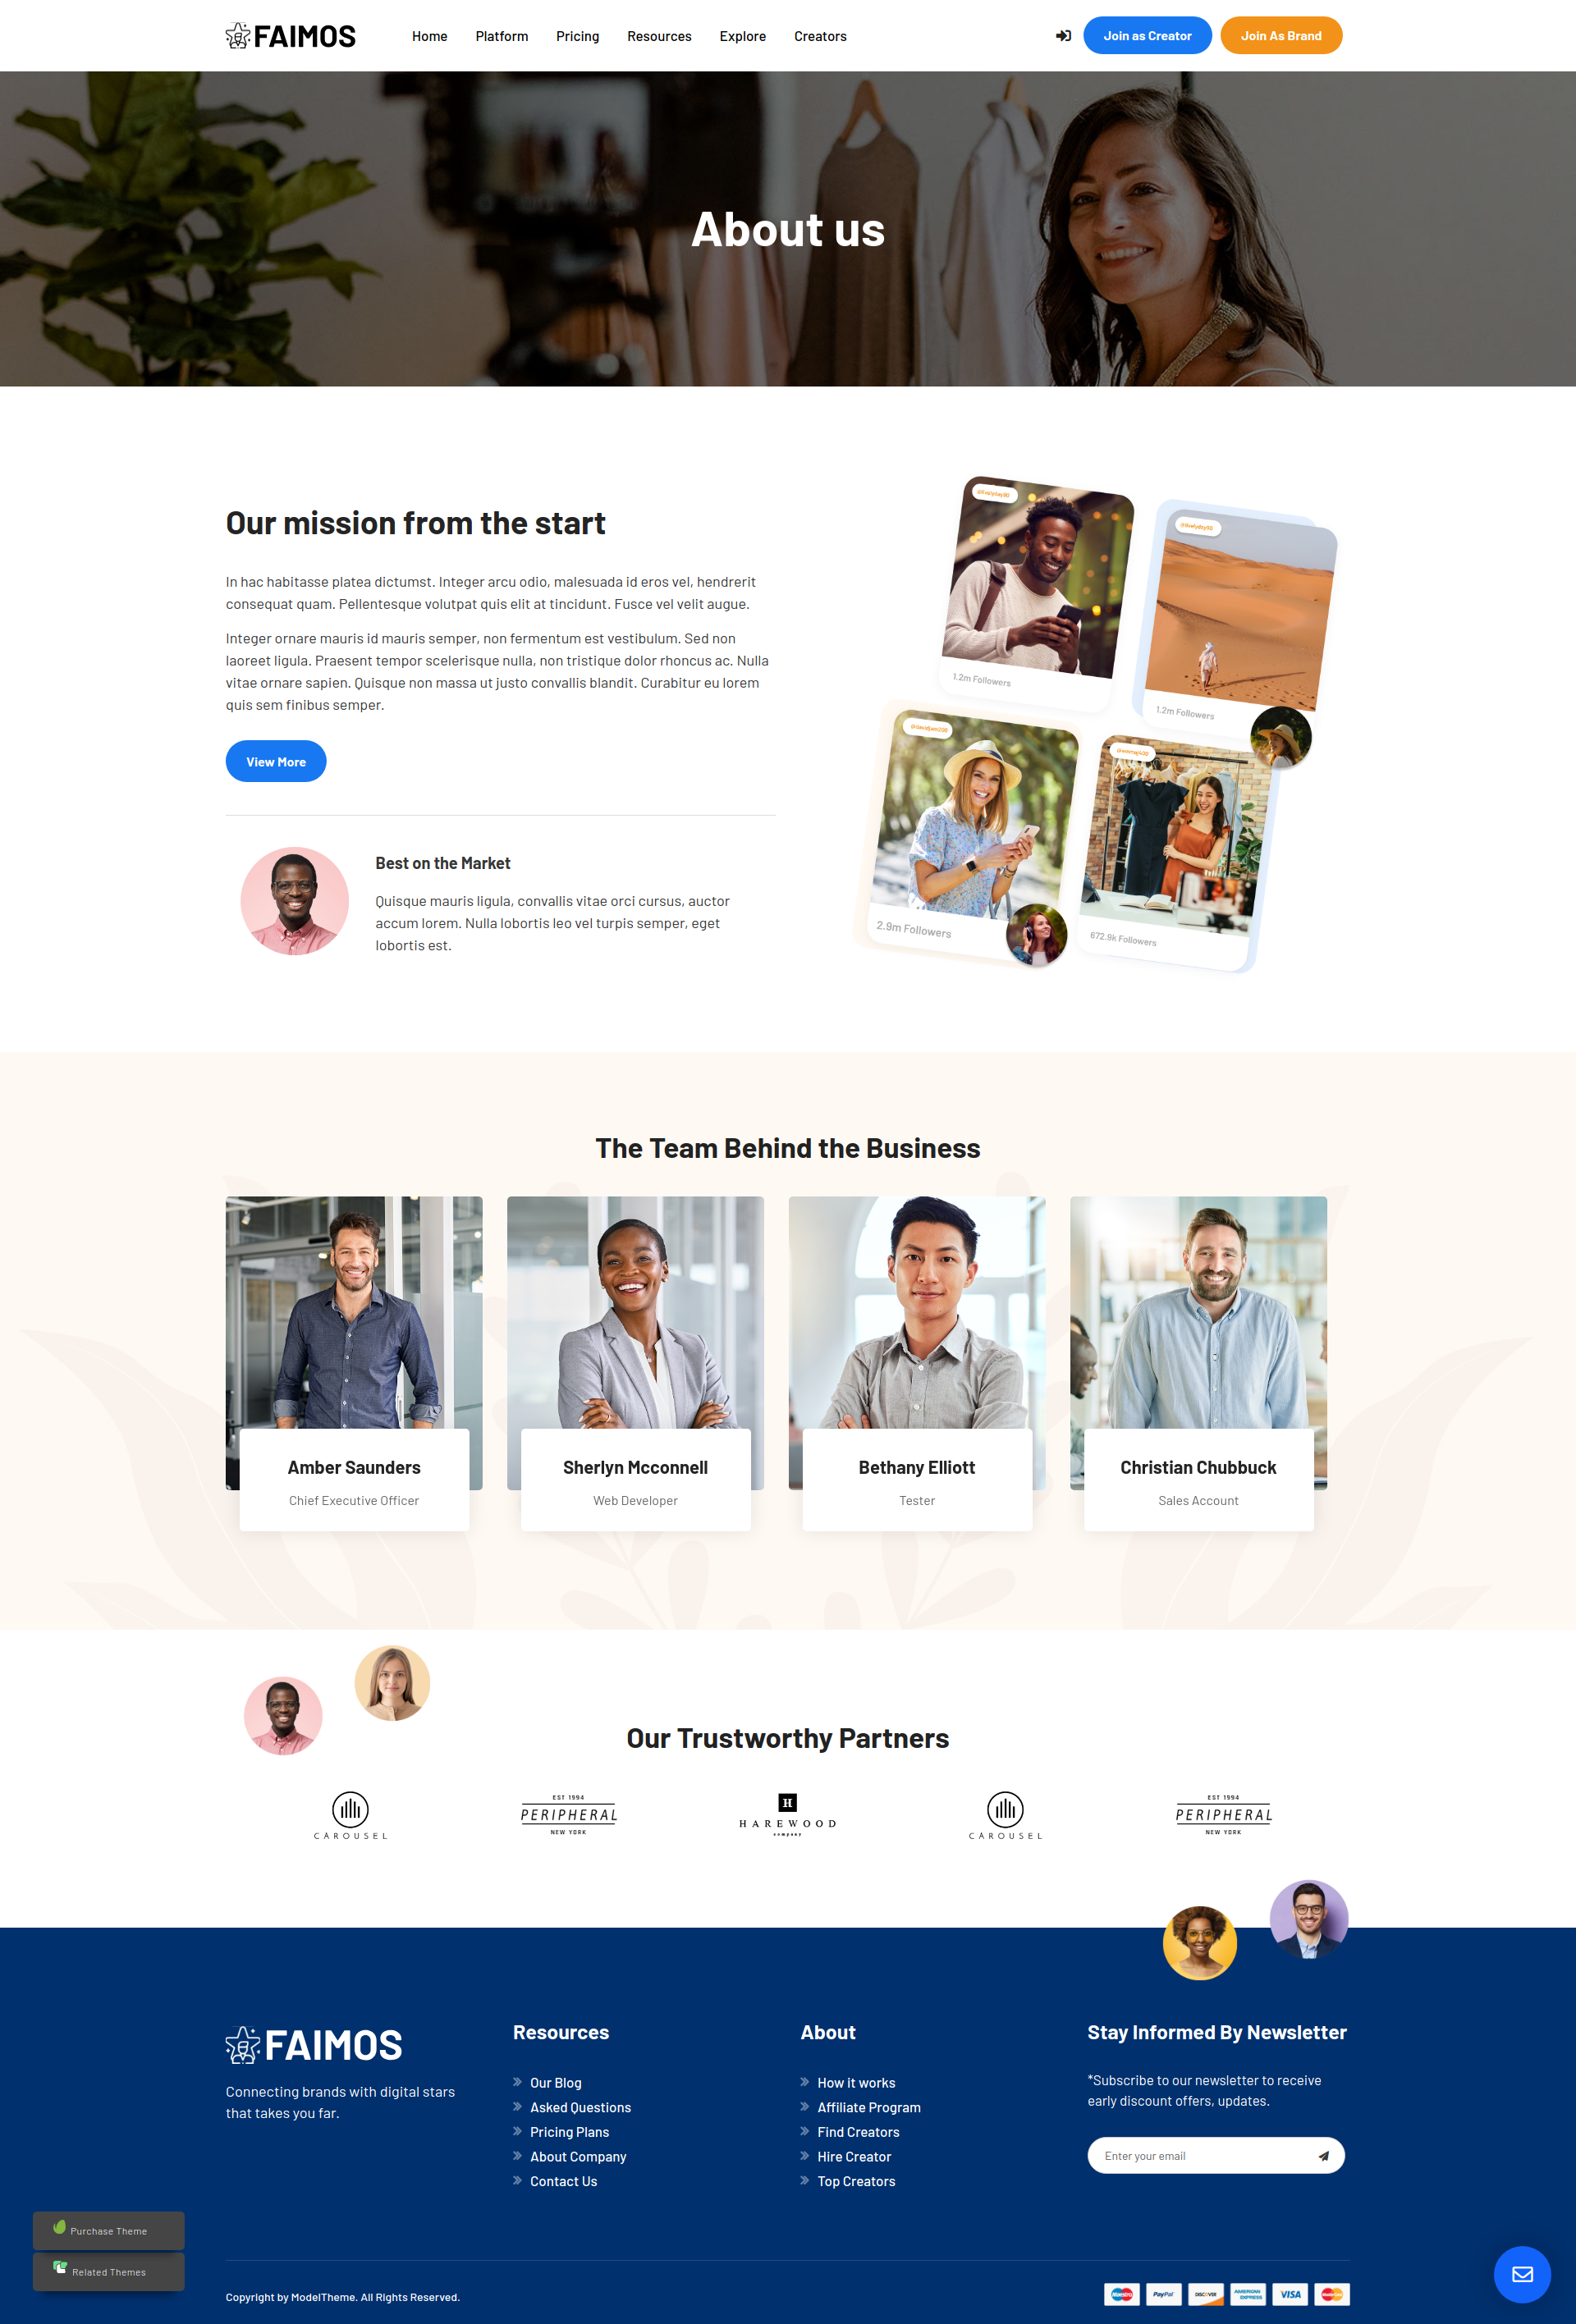 FAIMOS
Home Platform Pricing Resources Explore Creators
Join as Creator Join As Brand
About us
Our mission from the start
In hac habitasse platea dictumst. Integer arcu odio, malesuada id eros vel, hendrerit
consequat quam. Pellentesque volutpat quis elit at tincidunt. Fusce vel velit augue.
Integer ornare mauris id mauris semper, non fermentum est vestibulum. Sed non
laoreet ligula. Praesent tempor scelerisque nulla, non tristique dolor rhoncus ac. Nulla
vitae ornare sapien. Quisque non massa ut justo convallis blandit. Curabitur eu lorem
quis sem finibus semper.
View More
Best on the Market
Quisque mauris ligula, convallis vitae orci cursus, auctor
accum lorem. Nulla lobortis leo vel turpis semper, eget
lobortis est.
1.2m Followers
1.2m Followers
2.9m Followers
672.9k Followers
The Team Behind the Business
Amber Saunders
Chief Executive Officer
Sherlyn Mcconnell
Web Developer
Bethany Elliott
Tester
Christian Chubbuck
Sales Account
Our Trustworthy Partners
CAROUSEL
EST 1994
PERIPHERAL
NEW YORK
H
HAREWOOD
company
CAROUSEL
EST 1994
PERIPHERAL
NEW YORK
FAIMOS
Connecting brands with digital stars
that takes you far.
Resources
Our Blog
Asked Questions
Pricing Plans
About Company
Contact Us
About
How it works
Affiliate Program
Find Creators
Hire Creator
Top Creators
Stay Informed By Newsletter
*Subscribe to our newsletter to receive
early discount offers, updates.
Enter your email
Purchase Theme
Related Themes
Copyright by ModelTheme. All Rights Reserved.
Maestro PayPal DISCOVER AMERICAN EXPRESS VISA MasterCard